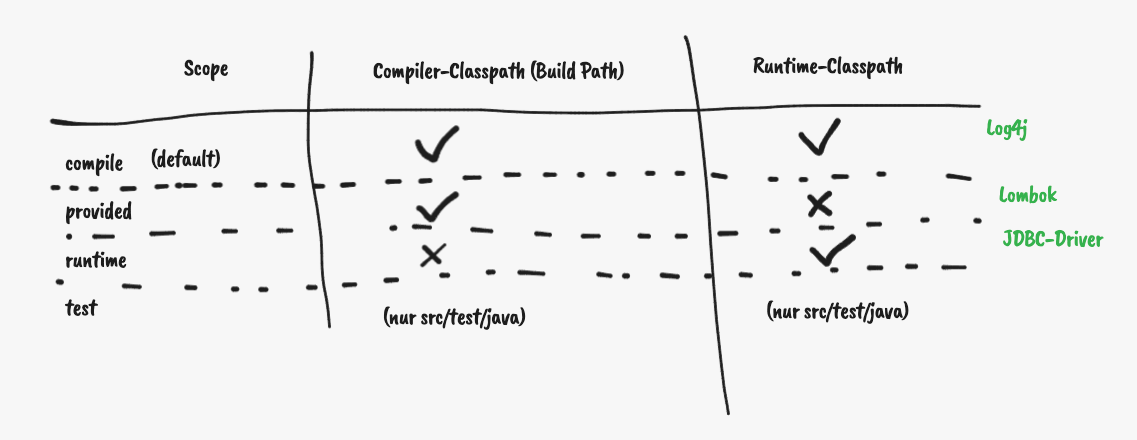 Scope Compiler-Classpath (Build Path) Runtime-Classpath
Log4j
compile (default)
Lombok
provided
JDBC-Driver
runtime
test (nur src/test/java) (nur src/test/java)